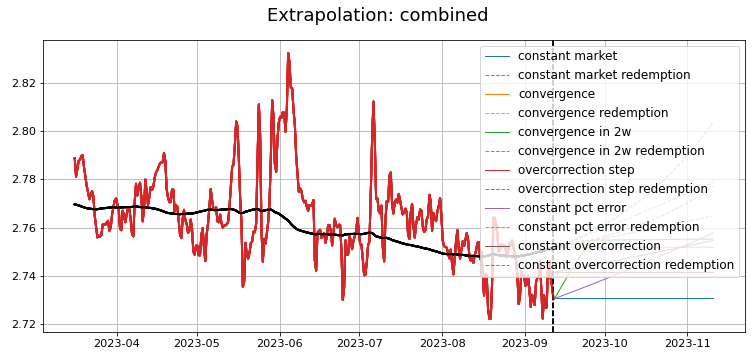 Extrapolation: combined
2.82
2.80
2.78
2.76
2.74
2.72
constant market
constant market redemption
convergence
convergence redemption
convergence in 2w
convergence in 2w redemption
overcorrection step
overcorrection step redemption
constant pct error
constant pct error redemption
constant overcorrection
constant overcorrection redemption
2023-04 2023-05 2023-06 2023-07 2023-08 2023-09 2023-10 2023-11